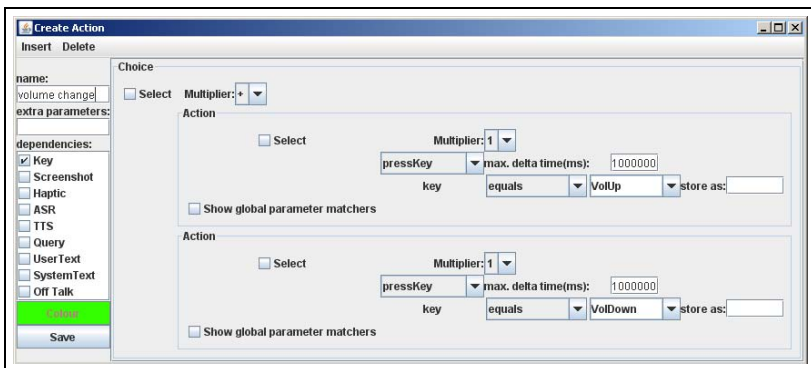 Create Action
Insert Delete
name:
volume change
extra parameters:
dependencies:
Key
Screenshot
Haptic
ASR
TTS
Query
UserText
SystemText
Off Talk
Colour
Save
Choice
Select Multiplier: +
Action
Select Multiplier: 1
pressKey max. delta time(ms): 1000000
key equals VolUp store as:
Show global parameter matchers
Action
Select Multiplier: 1
pressKey max. delta time(ms): 1000000
key equals VolDown store as:
Show global parameter matchers